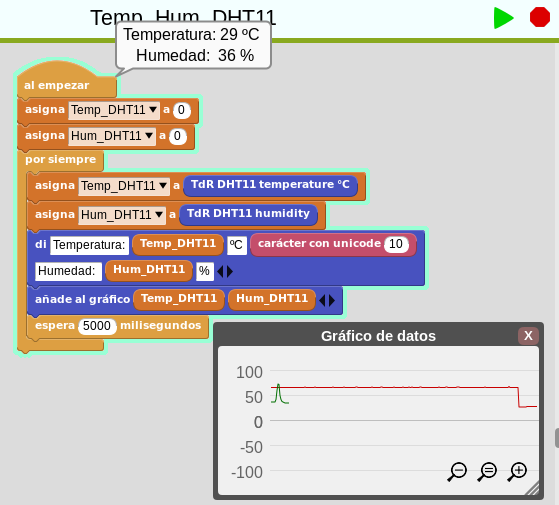 Temp_Hum_DHT11
Temperatura: 29 ºC
Humedad: 36 %
al empezar
asigna Temp_DHT11 a 0
asigna Hum_DHT11 a 0
por siempre
asigna Temp_DHT11 a TdR DHT11 temperature °C
asigna Hum_DHT11 a TdR DHT11 humidity
di Temperatura: Temp_DHT11 ºC carácter con unicode 10
Humedad: Hum_DHT11 %
añade al gráfico Temp_DHT11 Hum_DHT11
espera 5000 milisegundos
Gráfico de datos X
100
50
0
-50
-100